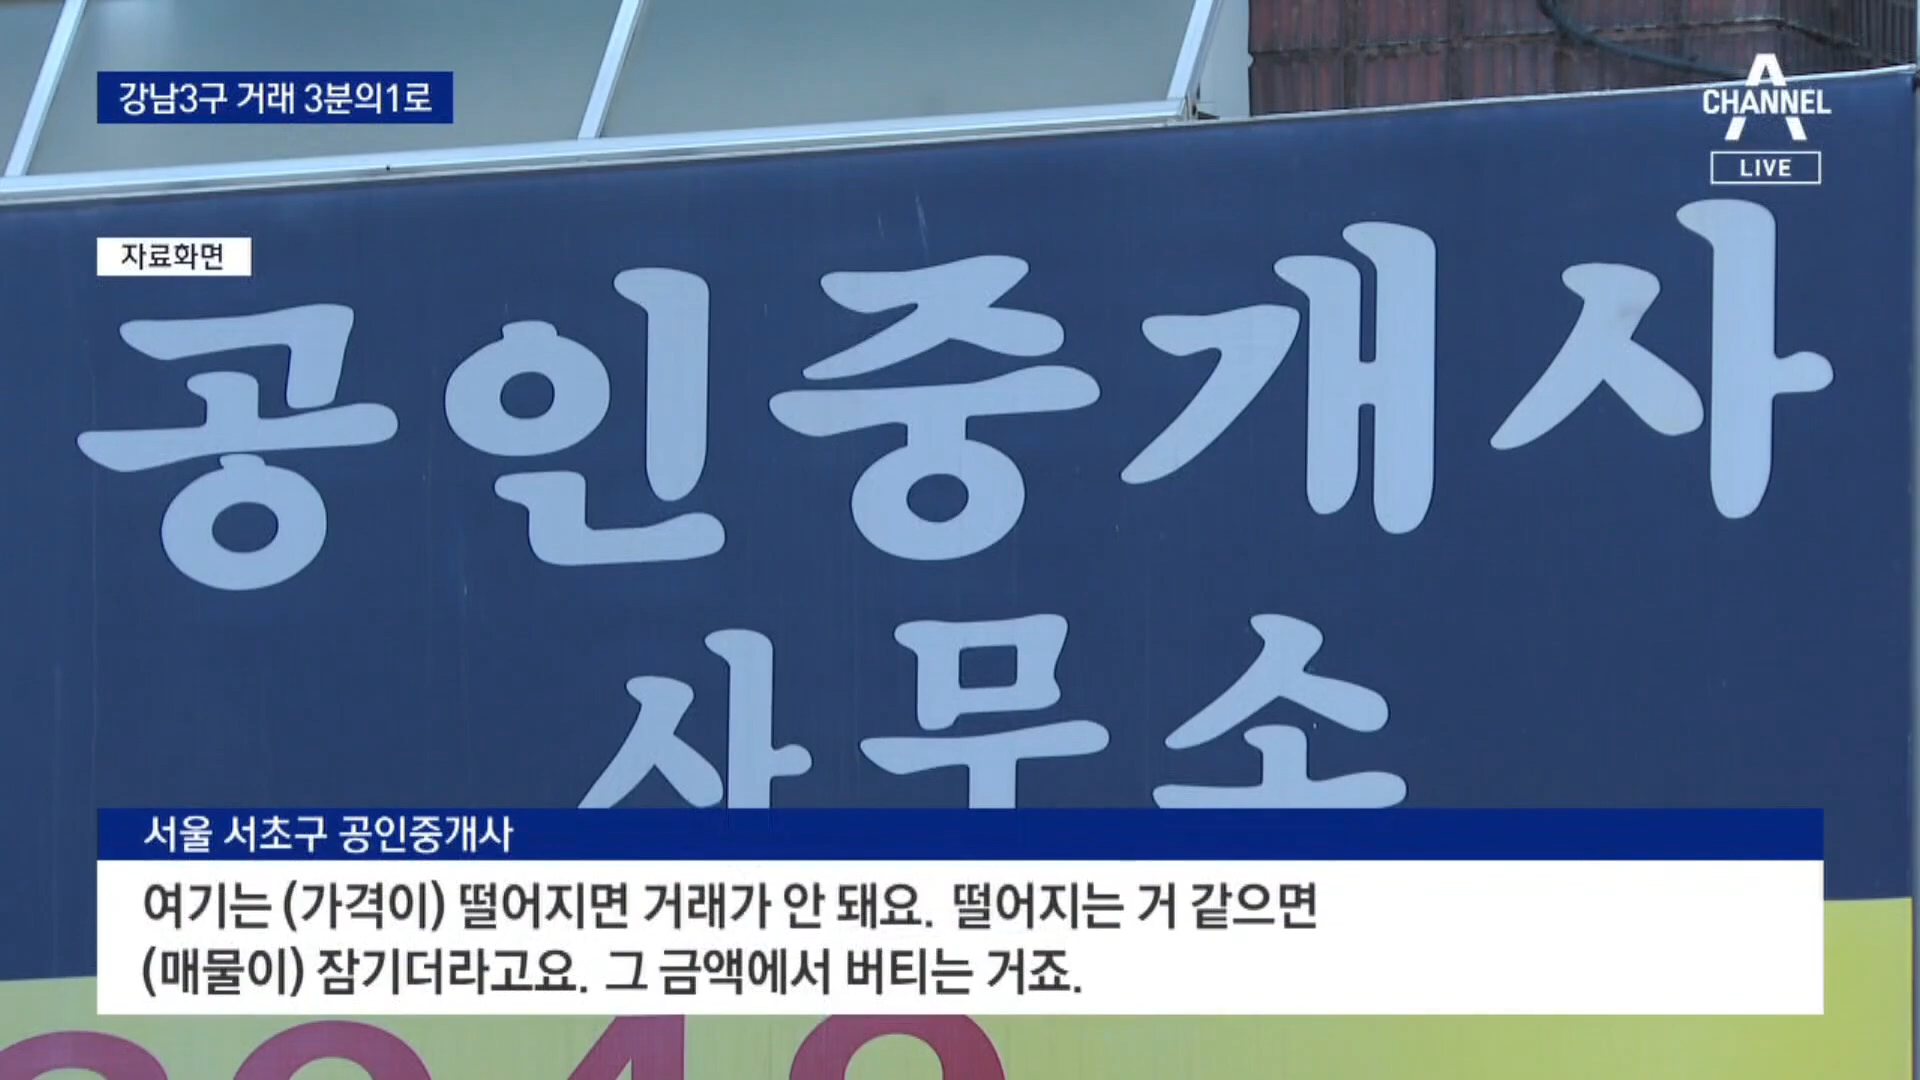 강남3구 거래 3분의1로
CHANNEL A
LIVE
자료화면
공인중개사
사무소
서울 서초구 공인중개사
여기는 (가격이) 떨어지면 거래가 안 돼요. 떨어지는 거 같으면
(매물이) 잠기더라고요. 그 금액에서 버티는 거죠.